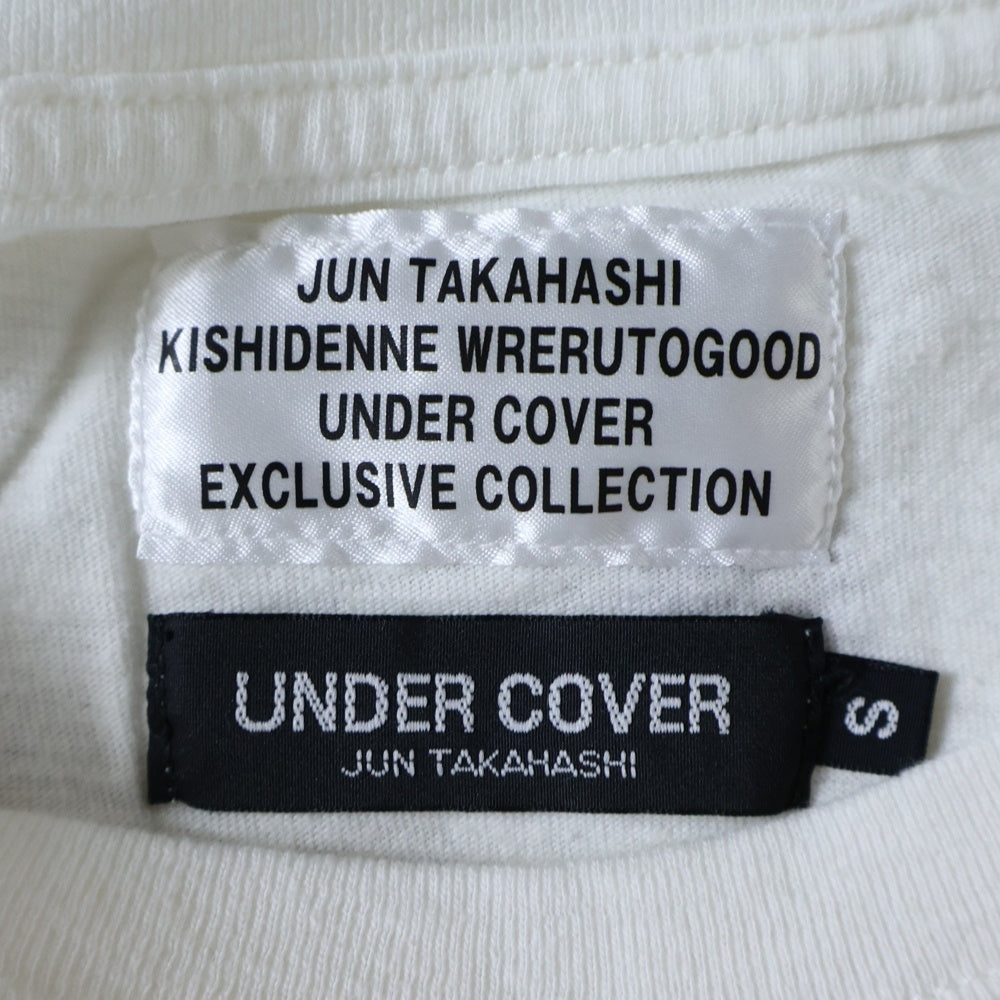 JUN TAKAHASHI
KISHIDENNE WRERUTOGOOD
UNDER COVER
EXCLUSIVE COLLECTION
UNDER COVER
JUN TAKAHASHI
S